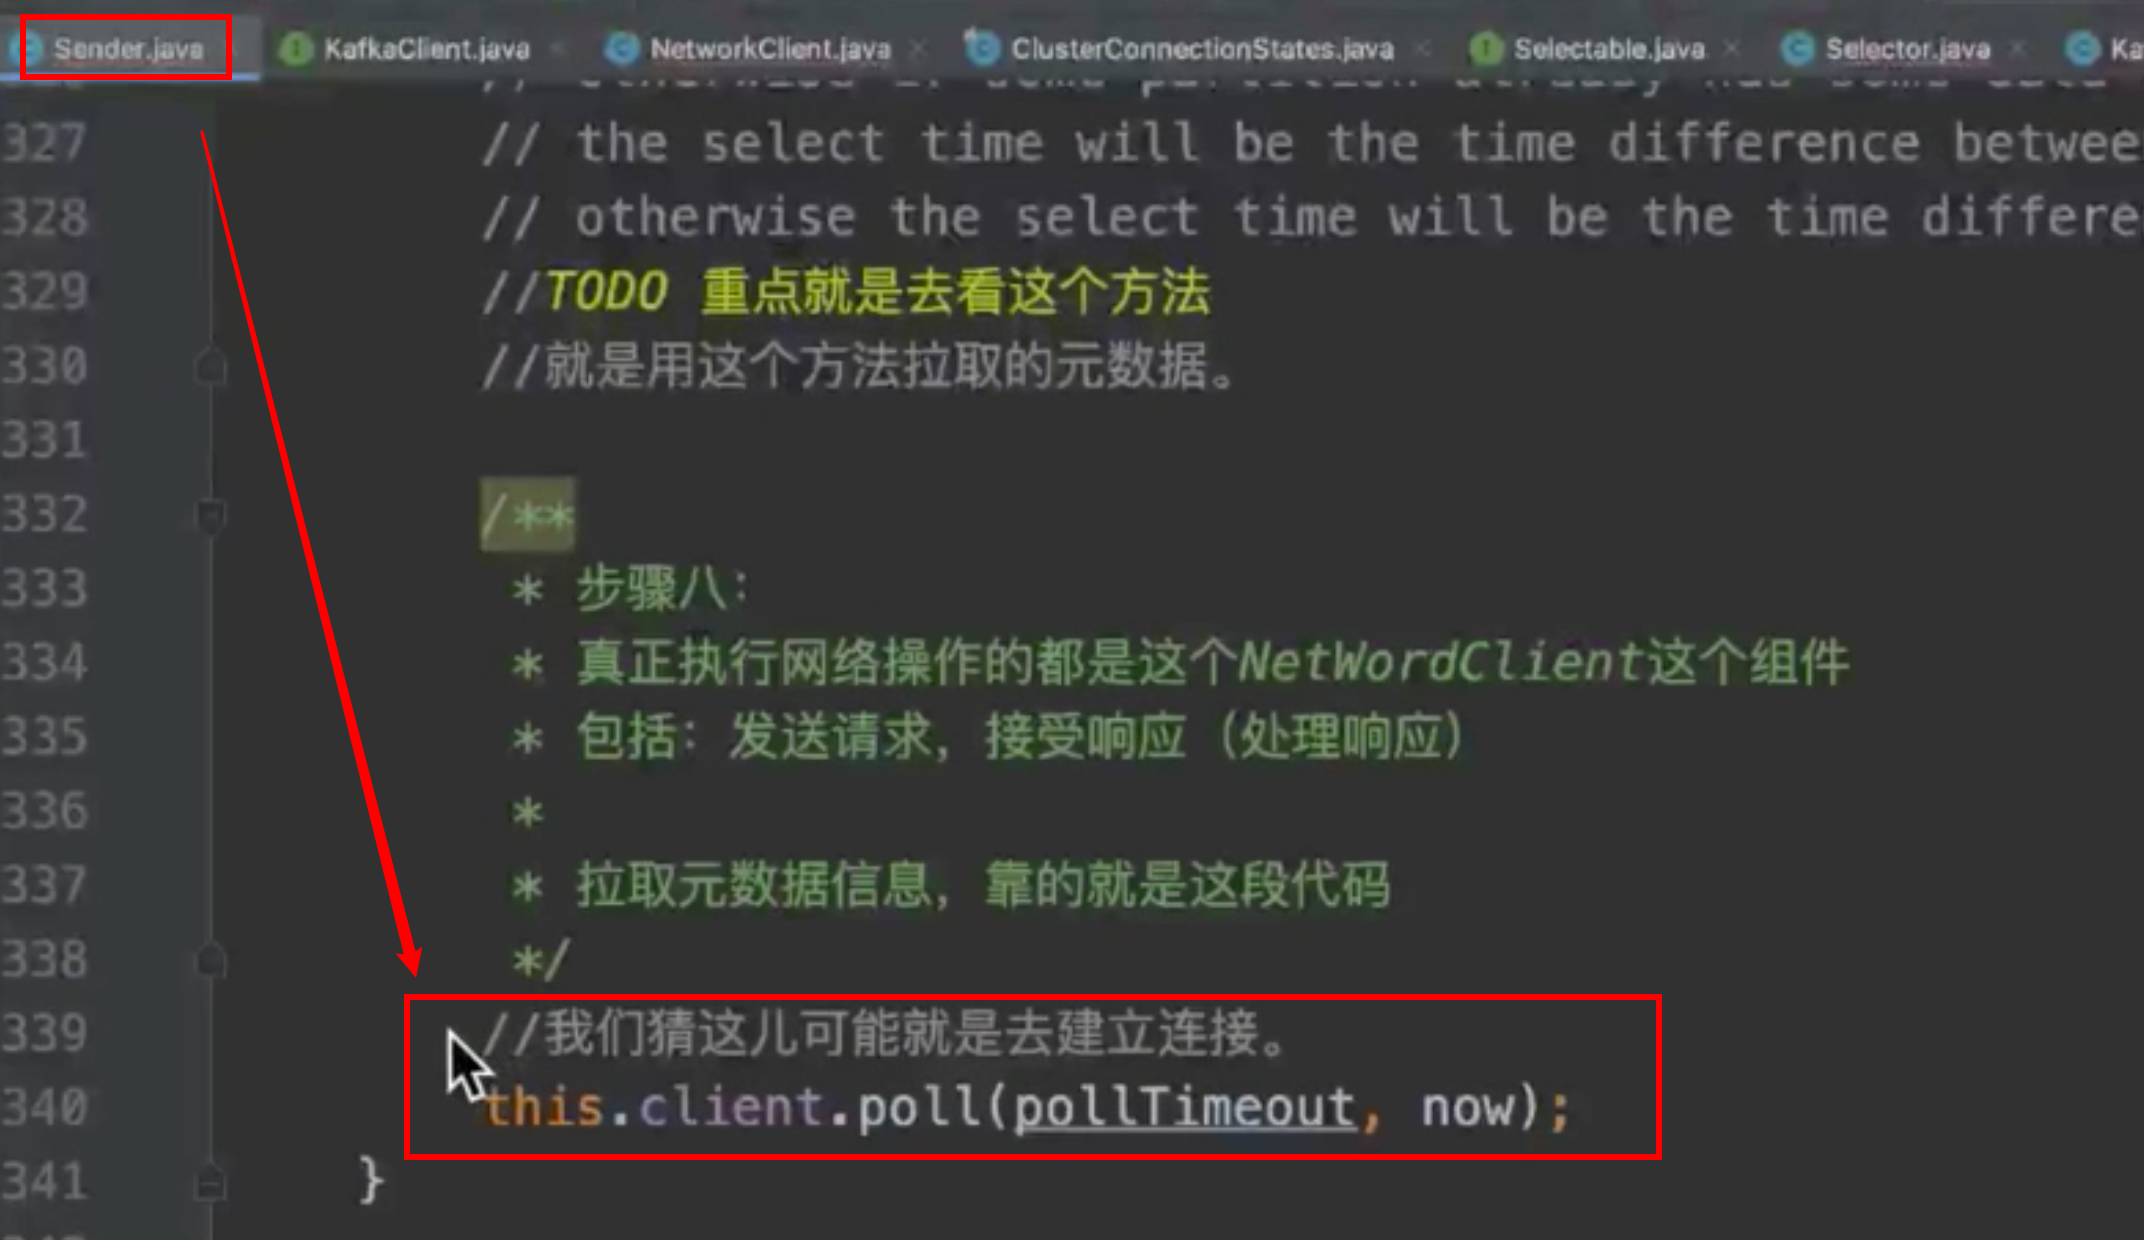 Sender.java KafkaClient.java NetworkClient.java ClusterConnectionStates.java Selectable.java Selector.java Ka
327 // the select time will be the time difference betwee
328 // otherwise the select time will be the time differe
329 //TODO 重点就是去看这个方法
330 //就是用这个方法拉取的元数据。
331
332 /**
333 * 步骤八：
334 * 真正执行网络操作的都是这个NetWordClient这个组件
335 * 包括：发送请求，接受响应（处理响应）
336 *
337 * 拉取元数据信息，靠的就是这段代码
338 */
339 //我们猜这儿可能就是去建立连接。
340 this.client.poll(pollTimeout, now);
341 }